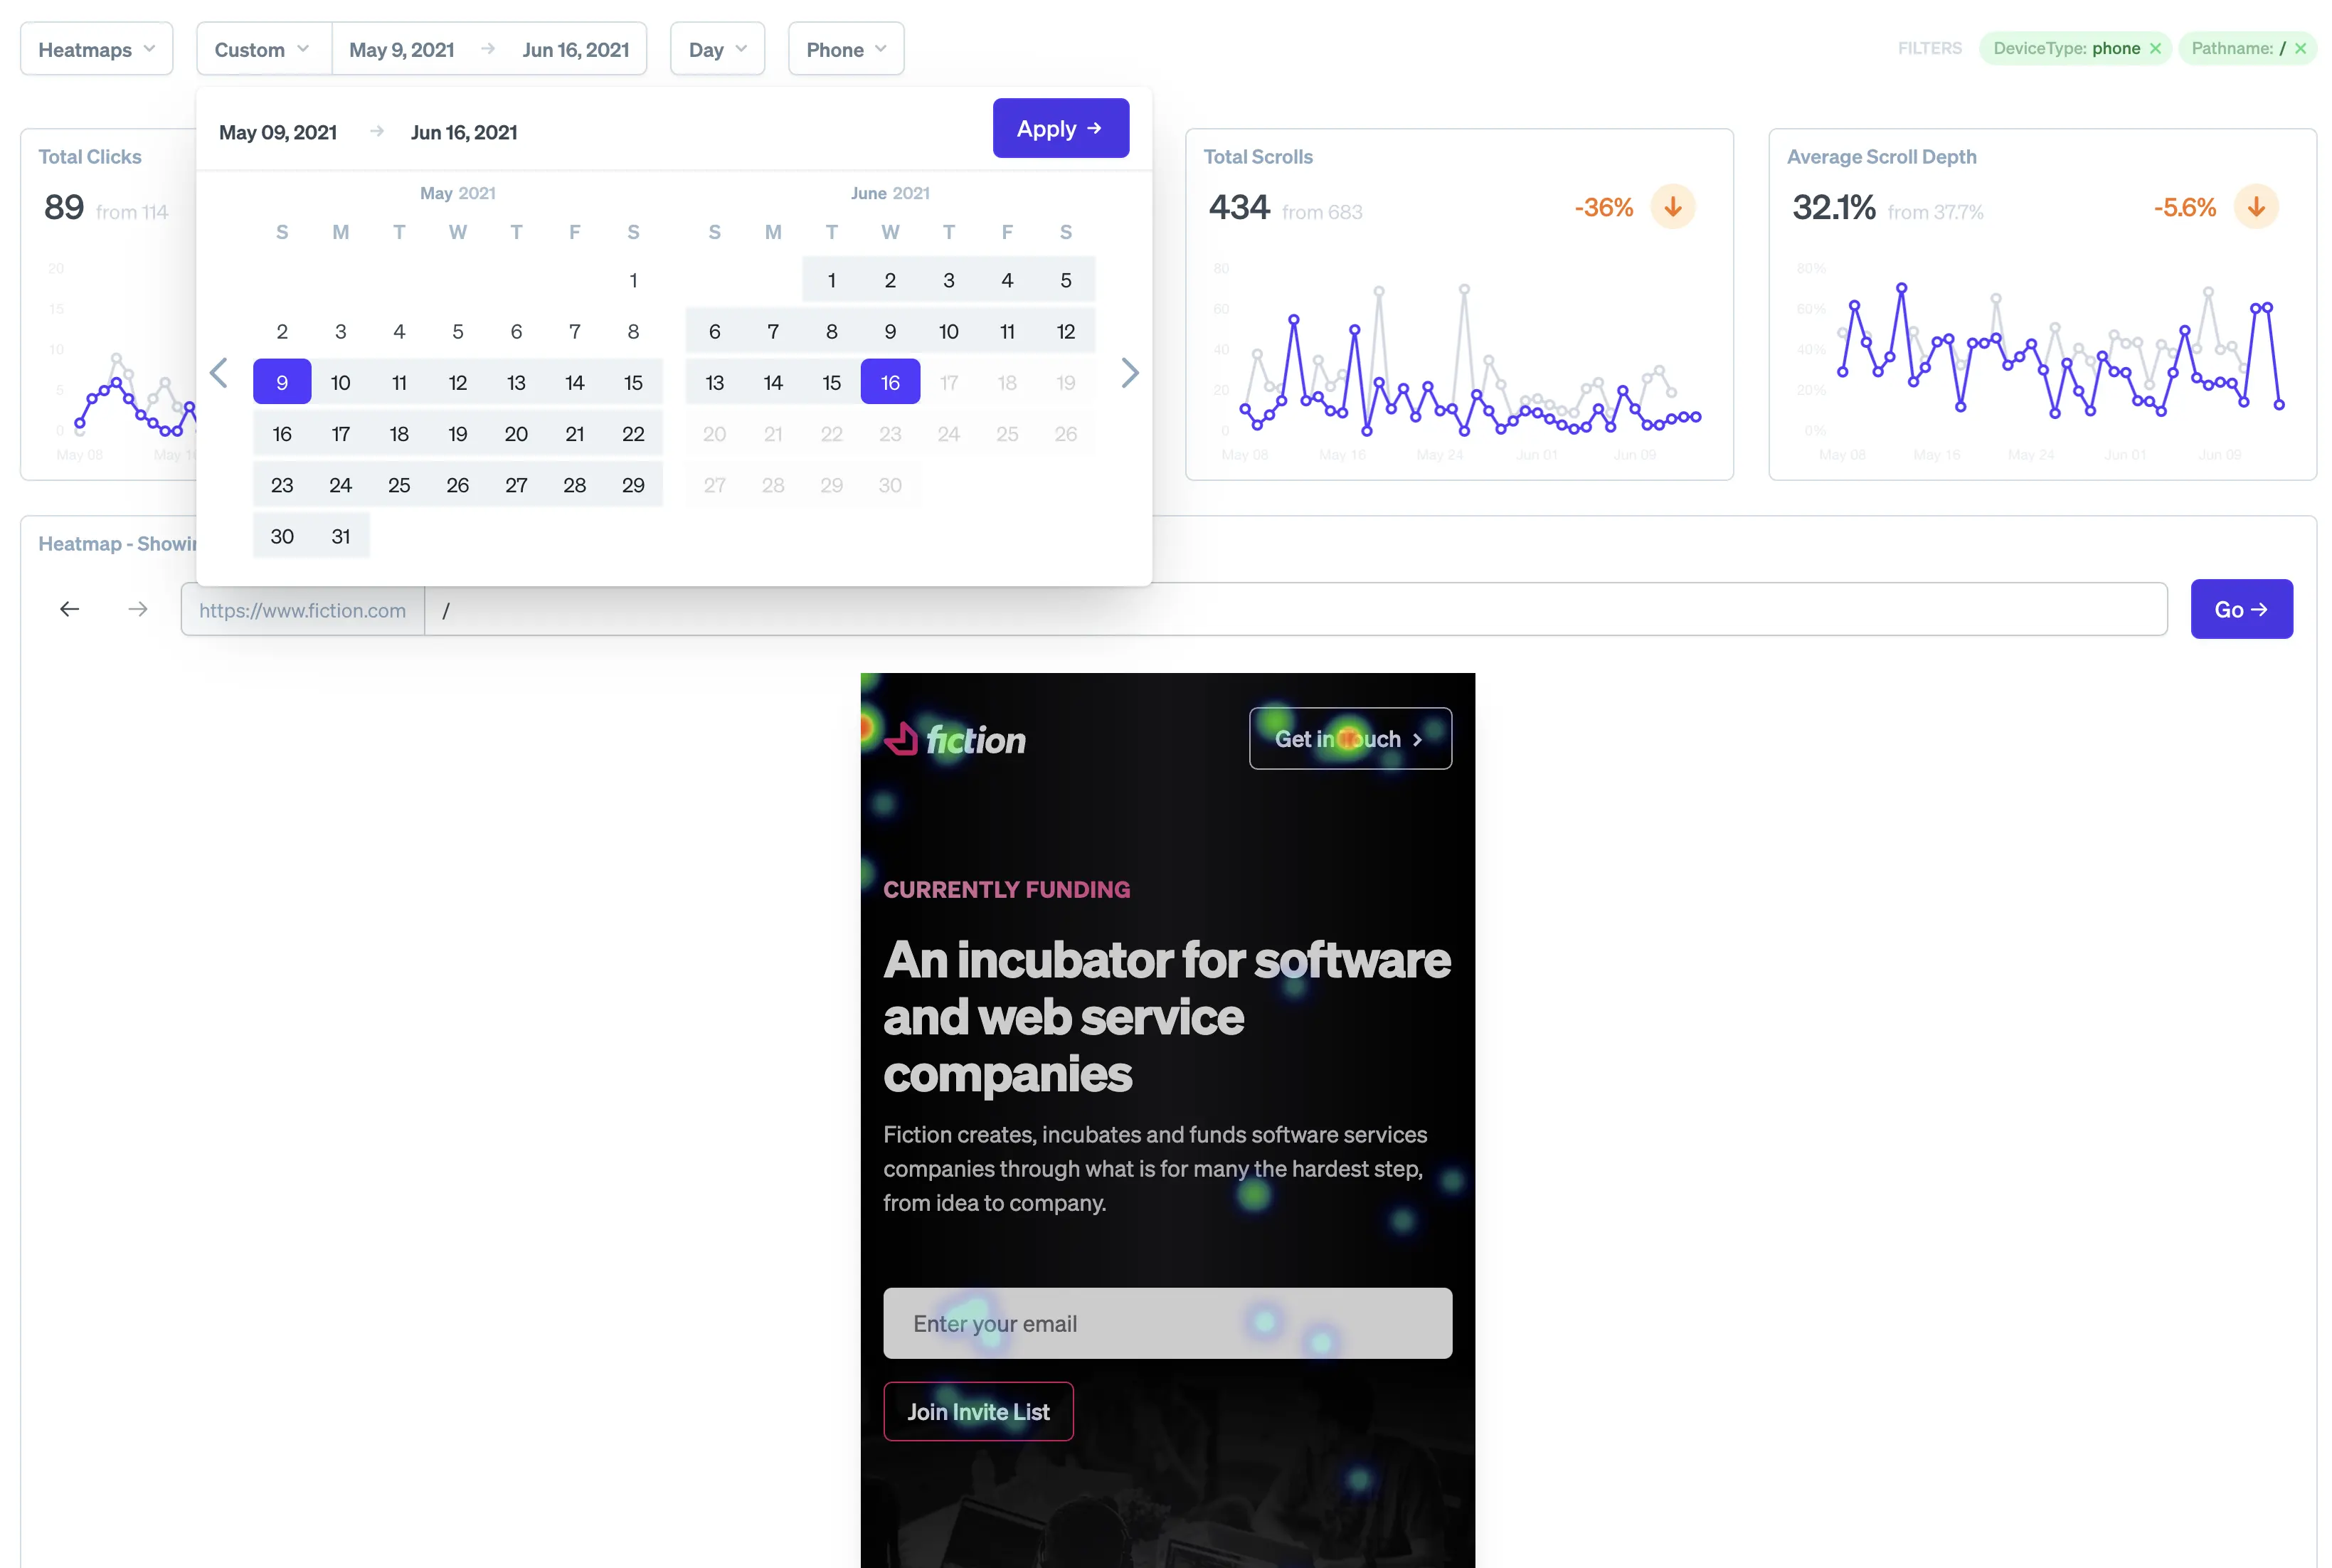 Heatmaps Custom May 9, 2021 → Jun 16, 2021 Day Phone FILTERS DeviceType: phone × Pathname: / ×
May 09, 2021 → Jun 16, 2021 Apply →
May 2021
S M T W T F S
1
2 3 4 5 6 7 8
9 10 11 12 13 14 15
16 17 18 19 20 21 22
23 24 25 26 27 28 29
30 31
June 2021
S M T W T F S
1 2 3 4 5
6 7 8 9 10 11 12
13 14 15 16 17 18 19
20 21 22 23 24 25 26
27 28 29 30
Total Clicks
89 from 114
20
15
10
5
0
May 08
Total Scrolls
434 from 683 -36%
80
60
40
20
0
May 08 May 16 May 24 Jun 01 Jun 09
Average Scroll Depth
32.1% from 37.7% -5.6%
80%
60%
40%
20%
0%
May 08 May 16 May 24 Jun 01 Jun 09
Heatmap -
← → https://www.fiction.com / Go →
fiction Get in touch >
CURRENTLY FUNDING
An incubator for software
and web service
companies
Fiction creates, incubates and funds software services
companies through what is for many the hardest step,
from idea to company.
Enter your email
Join Invite List